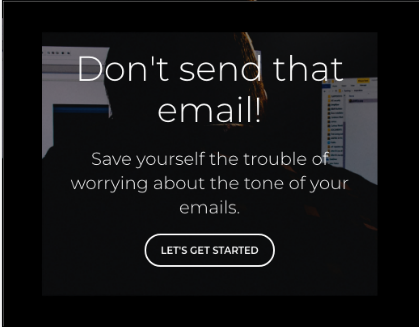 Don't send that
email!
Save yourself the trouble of
worrying about the tone of your
emails.
LET'S GET STARTED